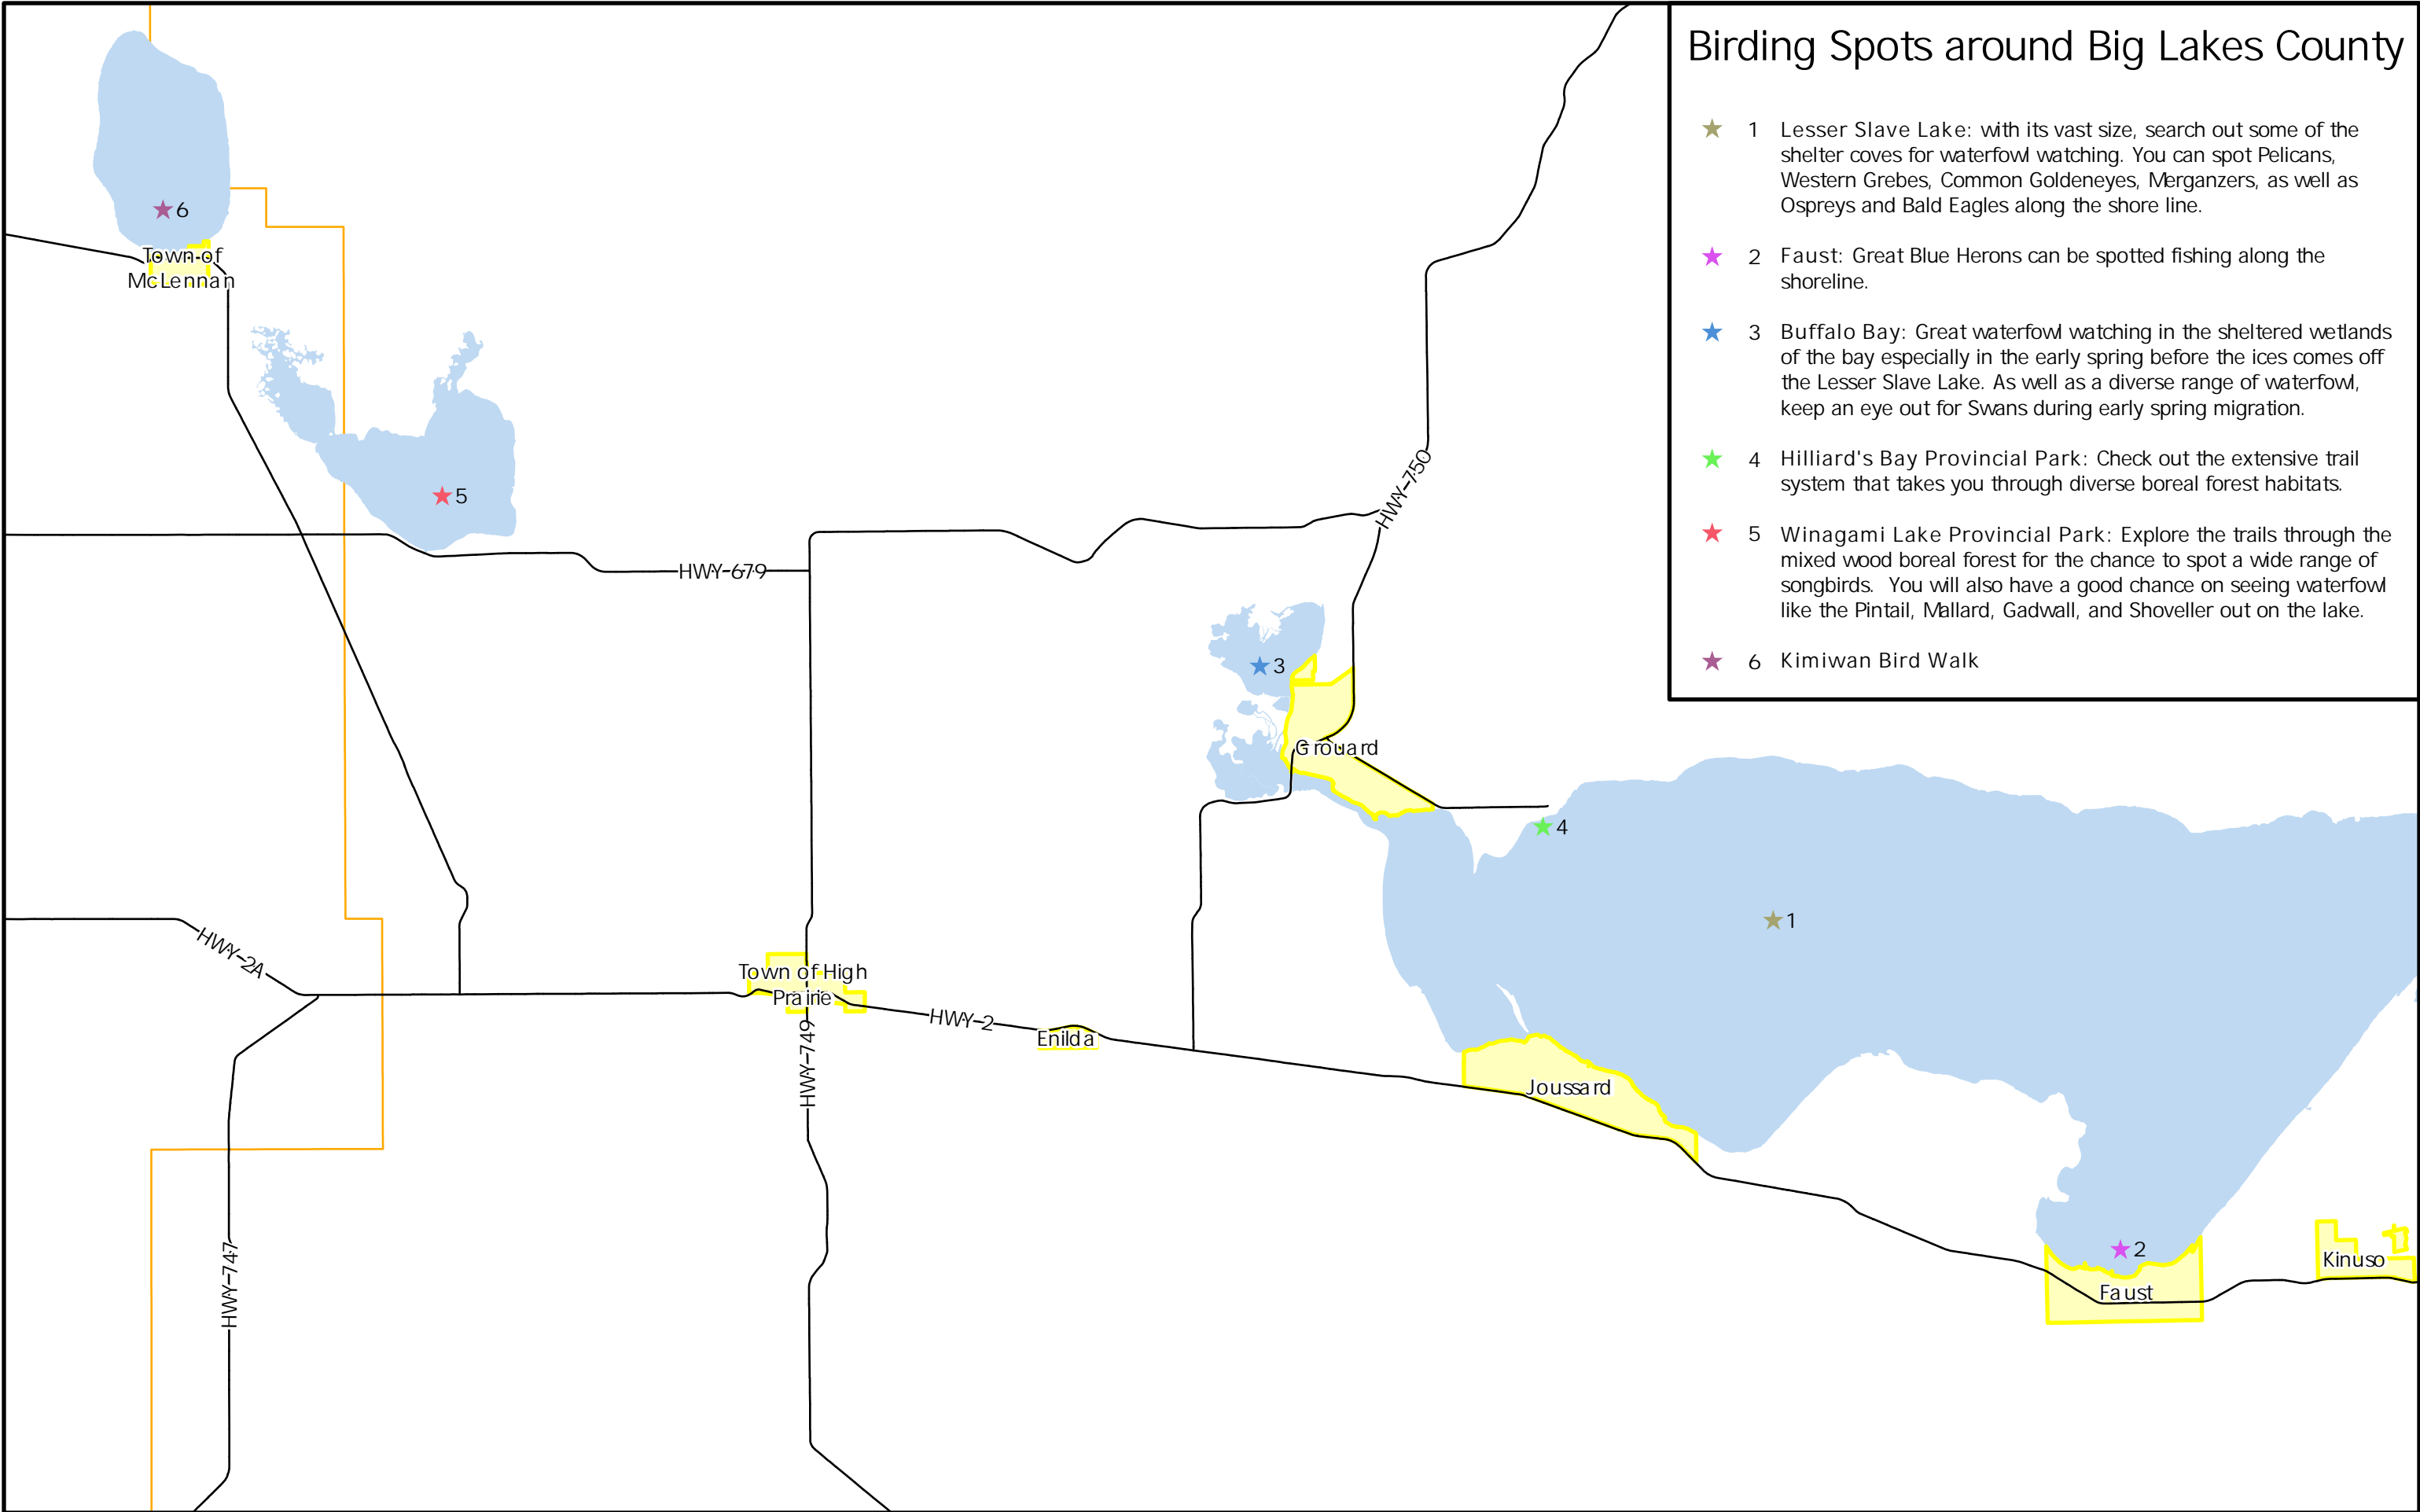 Birding Spots around Big Lakes County
1 Lesser Slave Lake: with its vast size, search out some of the
shelter coves for waterfowl watching. You can spot Pelicans,
Western Grebes, Common Goldeneyes, Merganzers, as well as
Ospreys and Bald Eagles along the shore line.
2 Faust: Great Blue Herons can be spotted fishing along the
shoreline.
3 Buffalo Bay: Great waterfowl watching in the sheltered wetlands
of the bay especially in the early spring before the ices comes off
the Lesser Slave Lake. As well as a diverse range of waterfowl,
keep an eye out for Swans during early spring migration.
4 Hilliard's Bay Provincial Park: Check out the extensive trail
system that takes you through diverse boreal forest habitats.
5 Winagami Lake Provincial Park: Explore the trails through the
mixed wood boreal forest for the chance to spot a wide range of
songbirds. You will also have a good chance on seeing waterfowl
like the Pintail, Mallard, Gadwall, and Shoveller out on the lake.
6 Kimiwan Bird Walk
6
Town of
McLennan
5
HWY-750
HWY-679
3
Grouard
4
1
HWY-2A
Town of High
Prairie
HWY-2
Enilda
HWY-749
Joussard
2
HWY-747
Kinuso
Faust